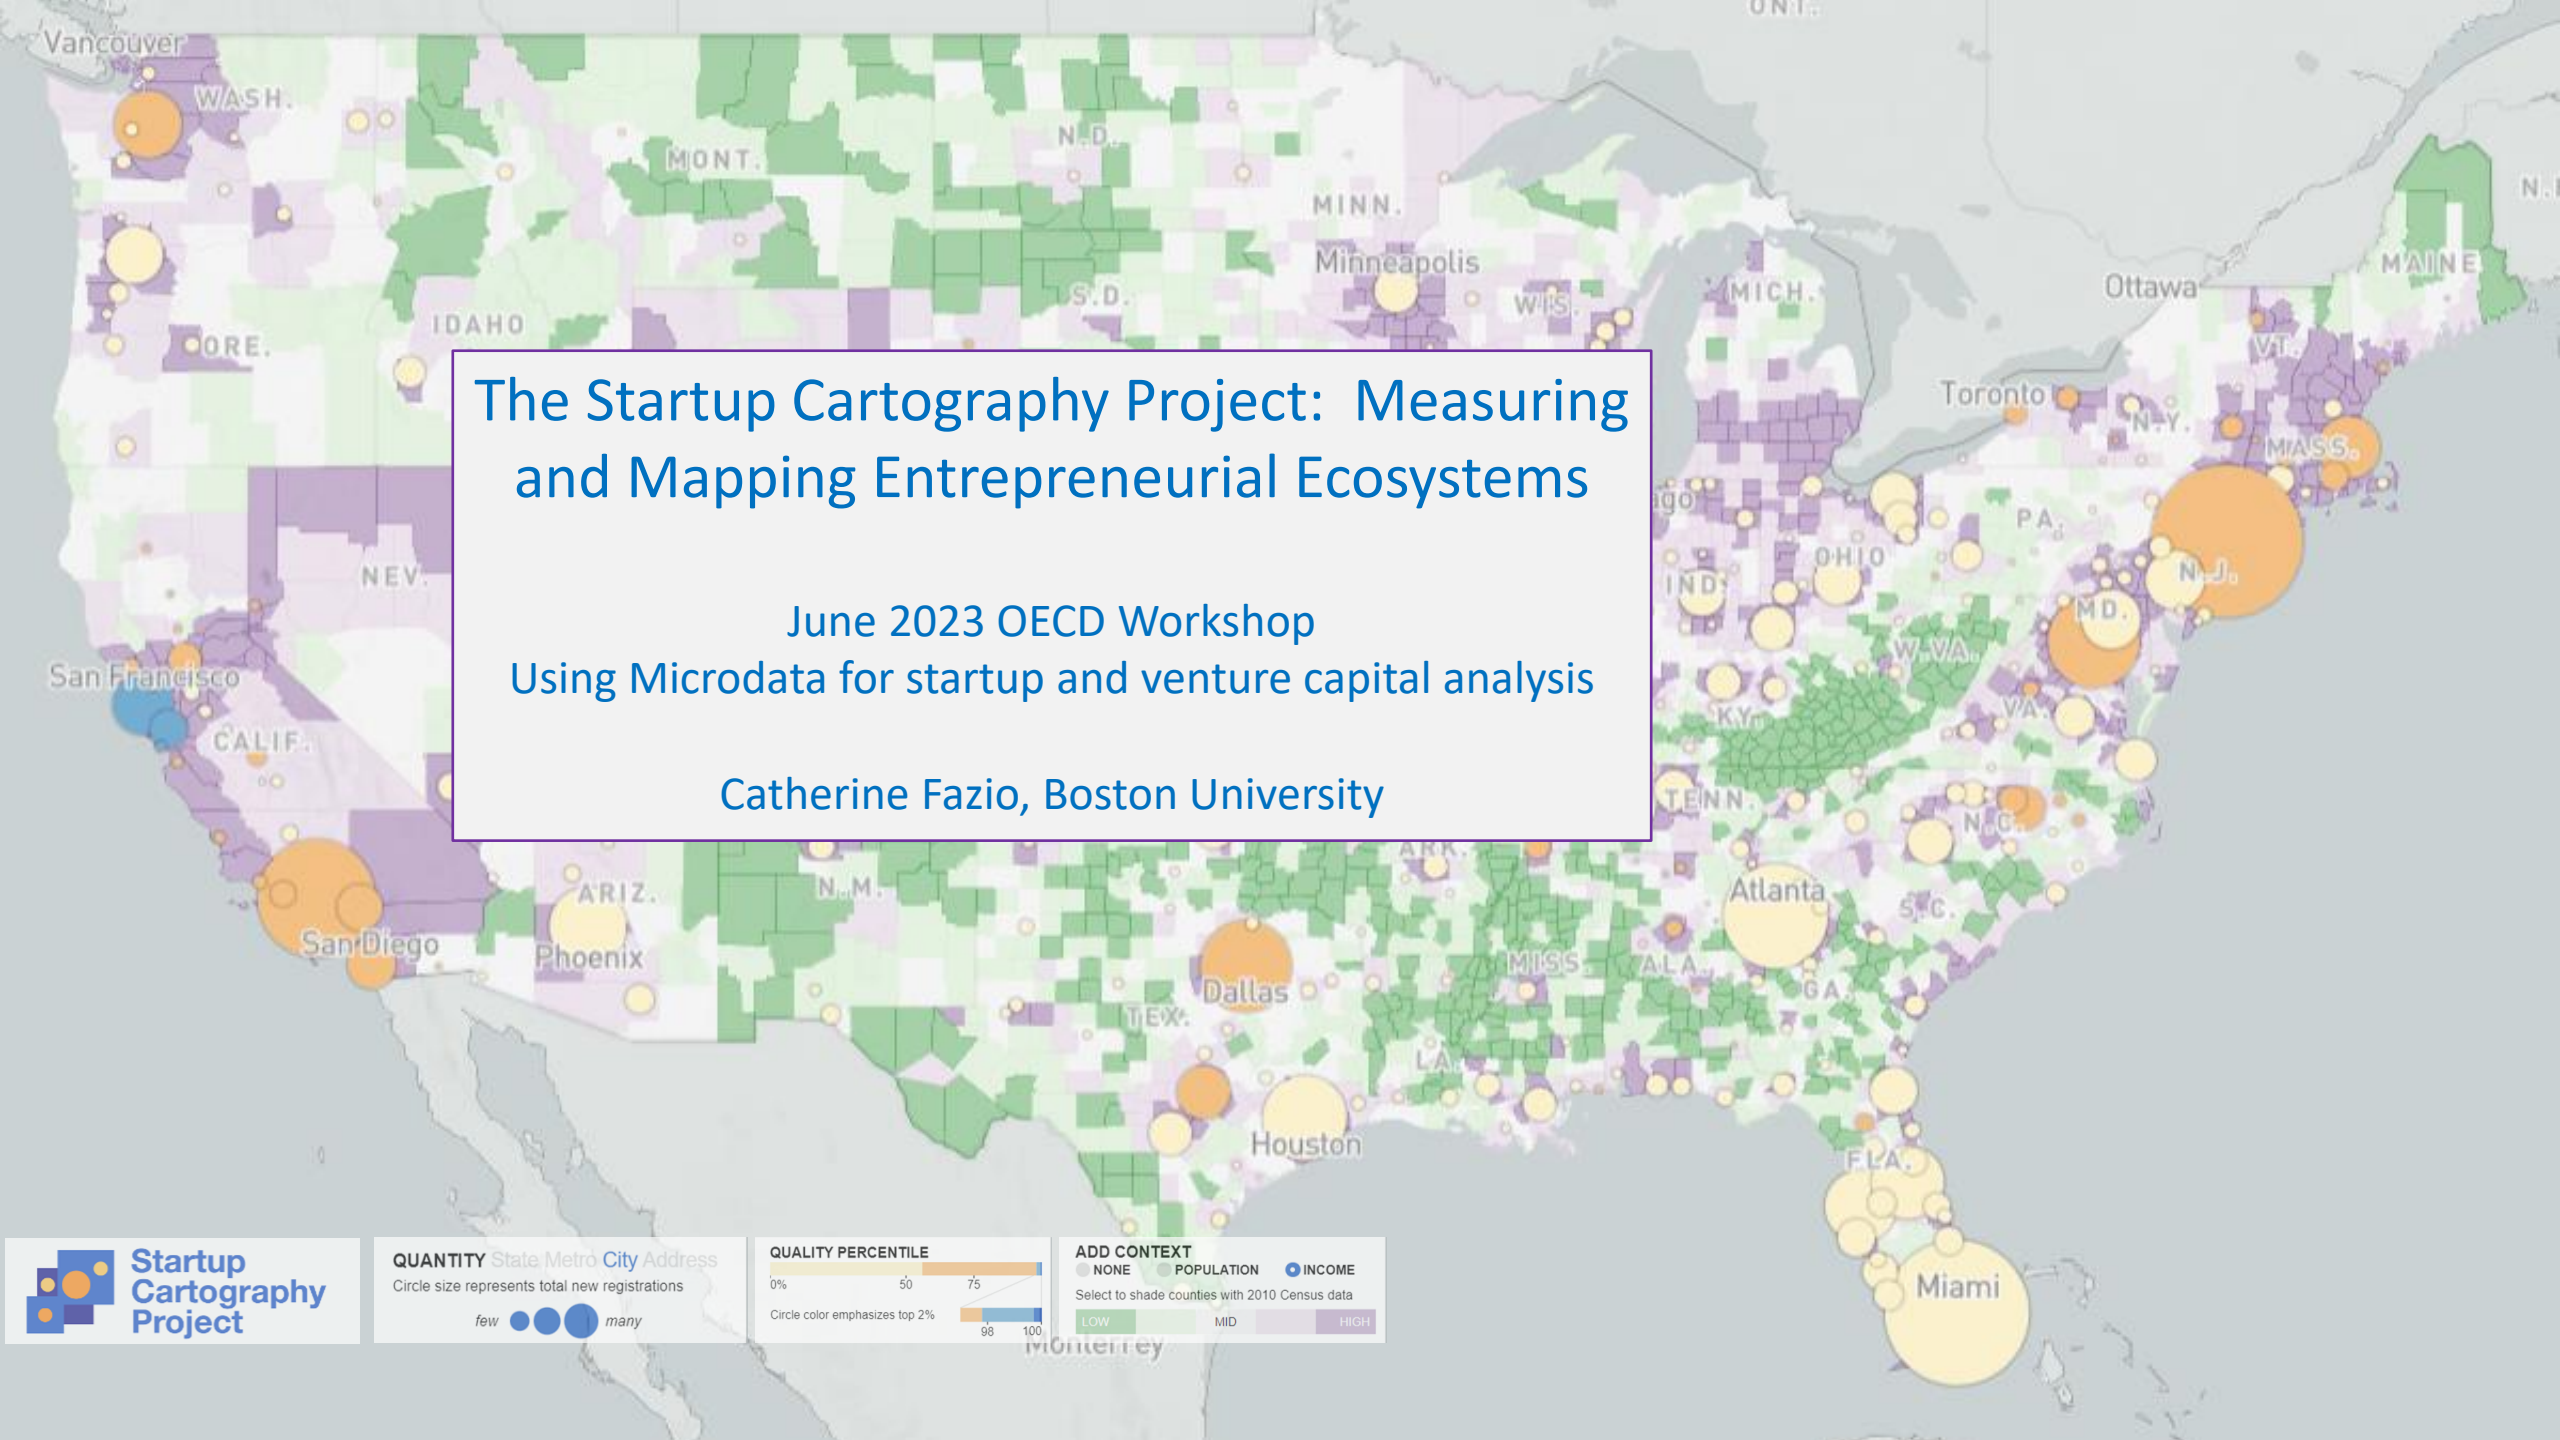 ONT.
Vancouver
WASH.
MONT.
N.D.
MINN.
Minneapolis
WIS.
MICH.
Ottawa
MAINE
VT.
S.D.
IDAHO
ORE.
Toronto
N.Y.
MASS.
The Startup Cartography Project:  Measuring
and Mapping Entrepreneurial Ecosystems
June 2023 OECD Workshop
Using Microdata for startup and venture capital analysis
Catherine Fazio, Boston University
NEV.
PA.
OHIO
IND.
N.J.
MD.
W.VA.
San Francisco
CALIF.
KY.
VA.
TENN.
N.C.
ARK.
ARIZ.
N.M.
Atlanta
S.C.
San Diego
Phoenix
Dallas
MISS.
ALA.
GA.
TEX.
LA.
Houston
FLA.
Miami
Monterrey
Startup
Cartography
Project
QUANTITY State Metro City Address
Circle size represents total new registrations
few many
QUALITY PERCENTILE
0% 50 75
Circle color emphasizes top 2%
98 100
ADD CONTEXT
NONE POPULATION INCOME
Select to shade counties with 2010 Census data
LOW MID HIGH